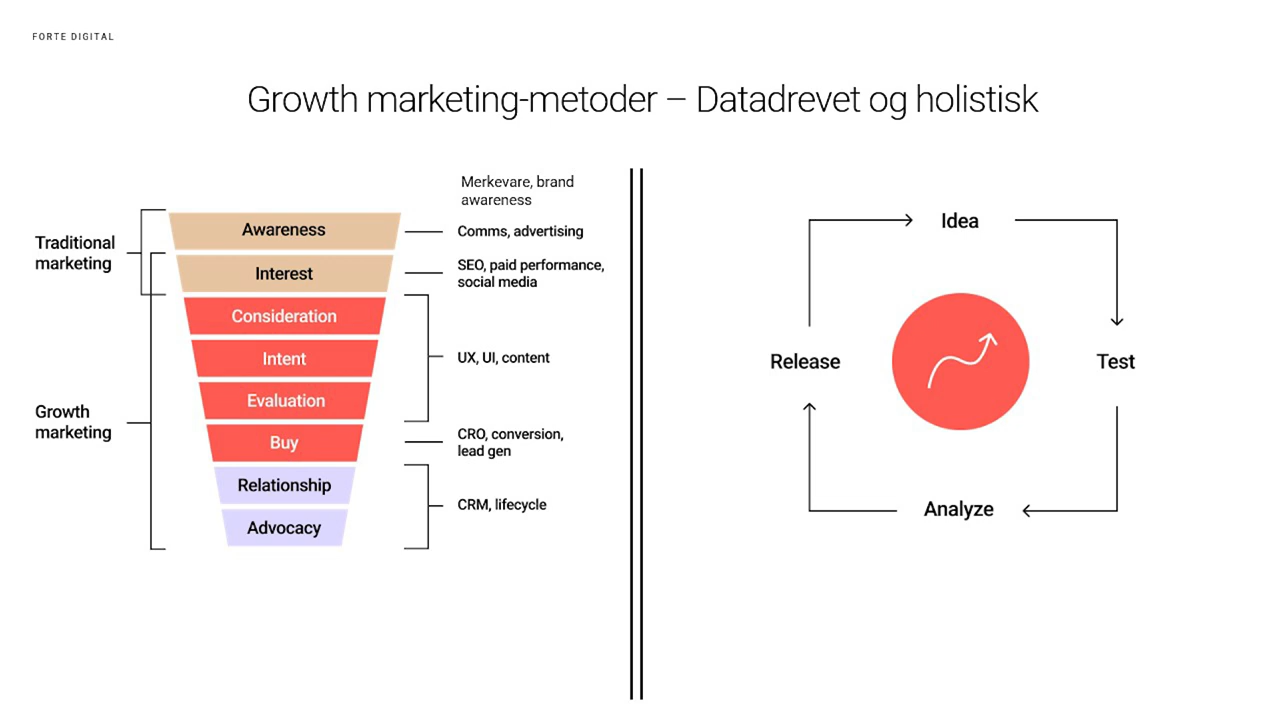 FORTE DIGITAL
Growth marketing-metoder – Datadrevet og holistisk
Merkevare, brand
awareness
Traditional
marketing
Growth
marketing
Awareness
Interest
Consideration
Intent
Evaluation
Buy
Relationship
Advocacy
Comms, advertising
SEO, paid performance,
social media
UX, UI, content
CRO, conversion,
lead gen
CRM, lifecycle
Idea
Test
Analyze
Release